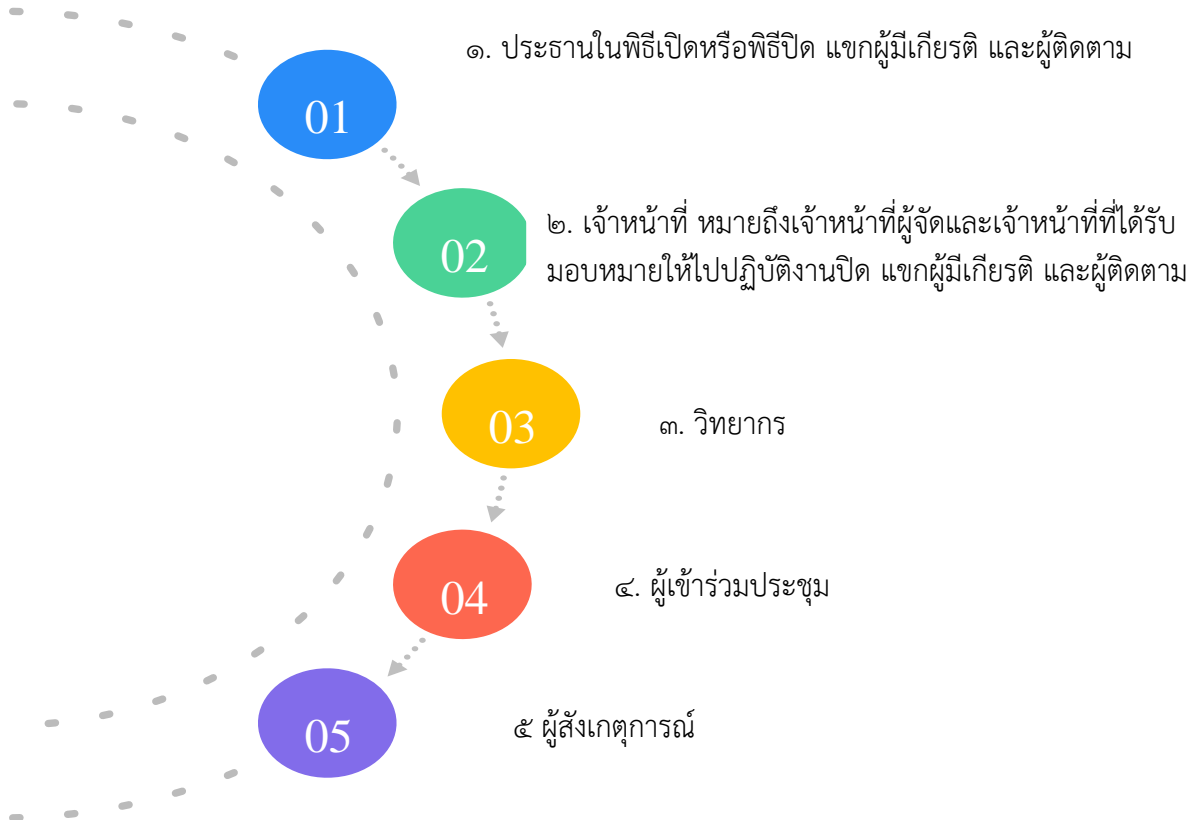 ๑. ประธานในพิธีเปิดหรือพิธีปิด แขกผู้มีเกียรติ และผู้ติดตาม
01
๒. เจ้าหน้าที่ หมายถึงเจ้าหน้าที่ผู้จัดและเจ้าหน้าที่ที่ได้รับ
มอบหมายให้ไปปฏิบัติงานปิด แขกผู้มีเกียรติ และผู้ติดตาม
02
๓. วิทยากร
03
๔. ผู้เข้าร่วมประชุม
04
๕ ผู้สังเกตุการณ์
05